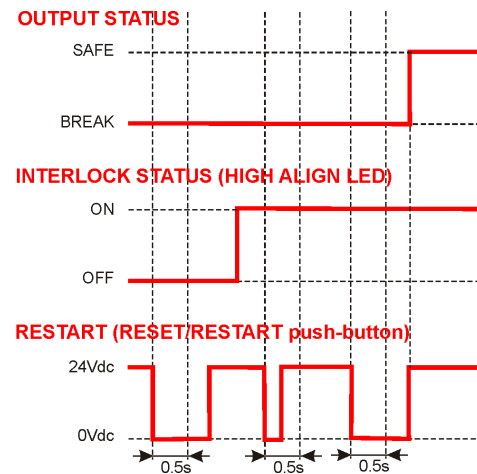 OUTPUT STATUS
SAFE
BREAK
INTERLOCK STATUS (HIGH ALIGN LED)
ON
OFF
RESTART (RESET/RESTART push-button)
24Vdc
0Vdc
0.5s 0.5s 0.5s